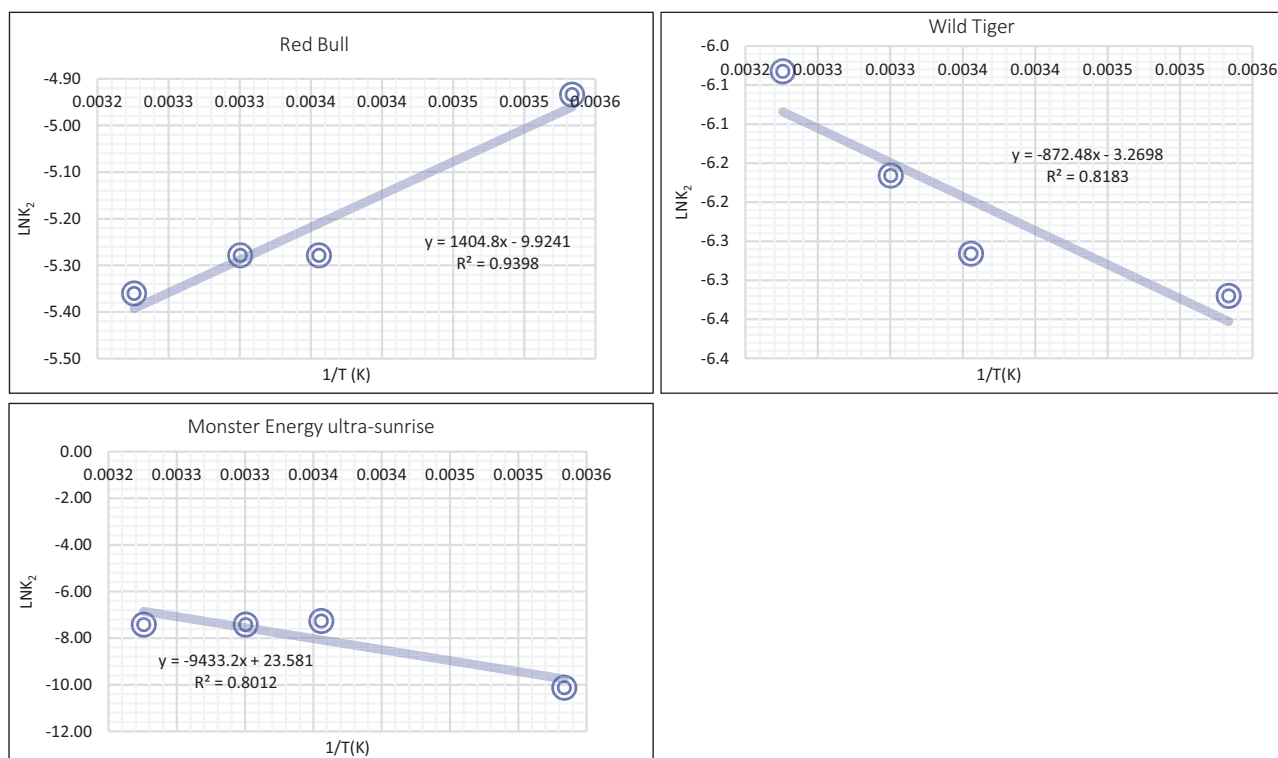 Red Bull
-4.90
0.0032 0.0033 0.0033 0.0034 0.0034 0.0035 0.0035 0.0036
-5.00
-5.10
-5.20
-5.30
-5.40
-5.50
LNK₂
y = 1404.8x - 9.9241
R² = 0.9398
1/T (K)
Wild Tiger
-6.0
0.0032 0.0033 0.0033 0.0034 0.0034 0.0035 0.0035 0.0036
-6.1
-6.1
-6.2
-6.2
-6.3
-6.3
-6.4
-6.4
LNK₂
y = -872.48x - 3.2698
R² = 0.8183
1/T(K)
Monster Energy ultra-sunrise
0.00
0.0032 0.0033 0.0033 0.0034 0.0034 0.0035 0.0035 0.0036
-2.00
-4.00
-6.00
-8.00
-10.00
-12.00
LNK₂
y = -9433.2x + 23.581
R² = 0.8012
1/T(K)